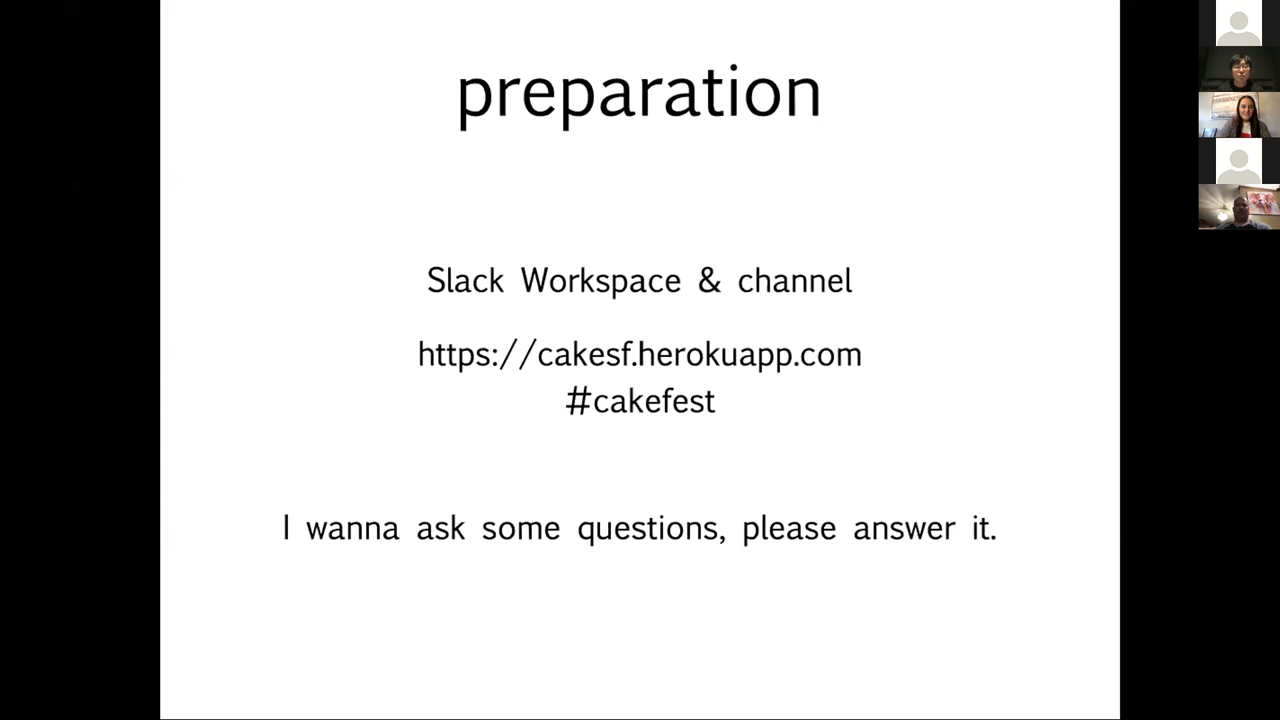 preparation
Slack Workspace & channel
https://cakesf.herokuapp.com
#cakefest
I wanna ask some questions, please answer it.